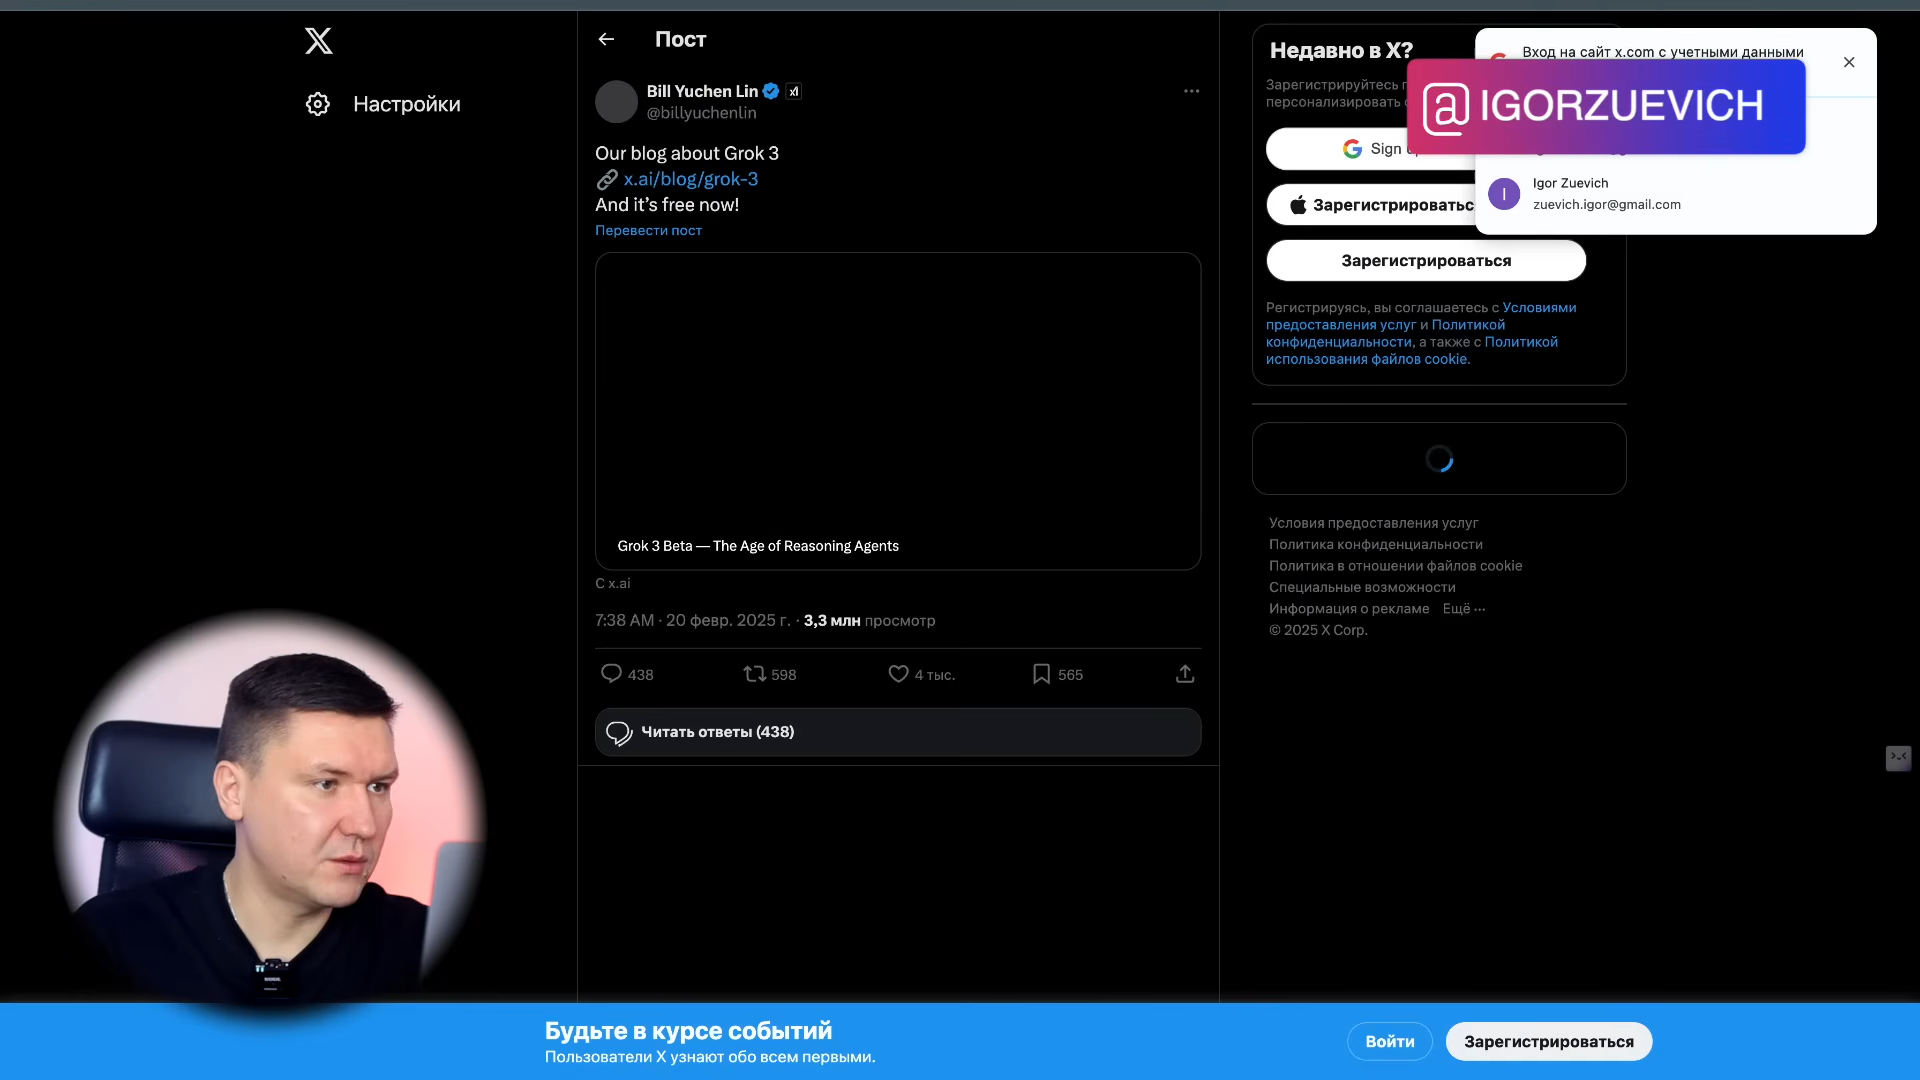 Настройки
Пост
Bill Yuchen Lin
@billyuchenlin
Our blog about Grok 3
x.ai/blog/grok-3
And it’s free now!
Перевести пост
Grok 3 Beta — The Age of Reasoning Agents
С x.ai
7:38 AM · 20 февр. 2025 г. · 3,3 млн просмотр
438
598
4 тыс.
565
Читать ответы (438)
Недавно в X?
Зарегистрируйтесь
персонализировать
Sign
Зарегистрироваться
Регистрируясь, вы соглашаетесь с Условиями
предоставления услуг и Политикой
конфиденциальности, а также с Политикой
использования файлов cookie.
Вход на сайт x.com с учетными данными
@IGORZUEVICH
I
Igor Zuevich
zuevich.igor@gmail.com
Условия предоставления услуг
Политика конфиденциальности
Политика в отношении файлов cookie
Специальные возможности
Информация о рекламе Ещё ···
© 2025 X Corp.
Будьте в курсе событий
Пользователи X узнают обо всем первыми.
Войти
Зарегистрироваться